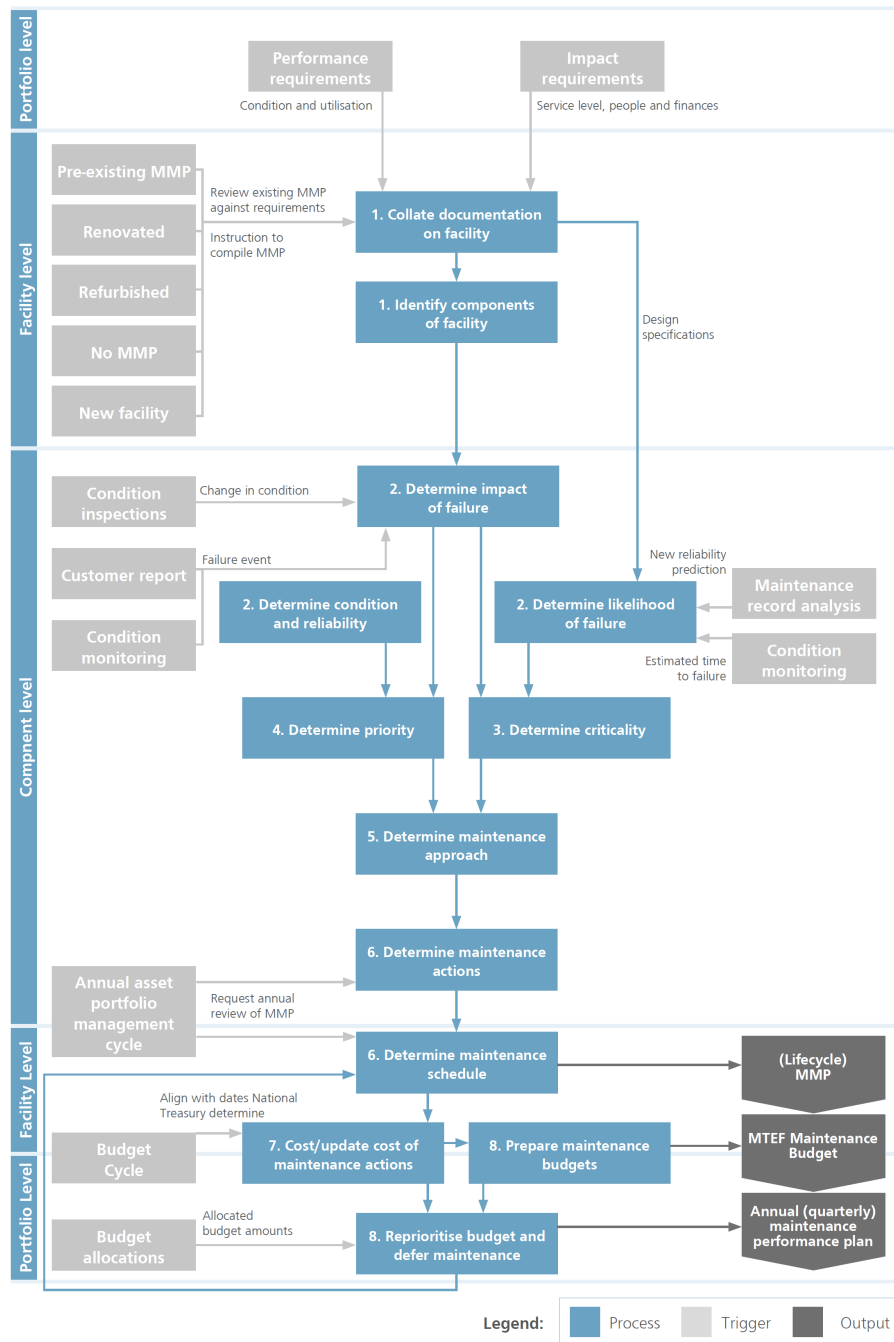 Portfolio level
Performance
requirements
Impact
requirements
Condition and utilisation
Service level, people and finances
Facility level
Pre-existing MMP
Renovated
Refurbished
No MMP
New facility
Review existing MMP
against requirements
Instruction to
compile MMP
1. Collate documentation
on facility
1. Identify components
of facility
Design
specifications
Compnent level
Condition
inspections
Change in condition
2. Determine impact
of failure
Customer report
Failure event
Condition
monitoring
2. Determine condition
and reliability
2. Determine likelihood
of failure
New reliability
prediction
Maintenance
record analysis
Estimated time
to failure
Condition
monitoring
4. Determine priority
3. Determine criticality
5. Determine maintenance
approach
6. Determine maintenance
actions
Annual asset
portfolio
management
cycle
Request annual
review of MMP
Facility Level
6. Determine maintenance
schedule
(Lifecycle)
MMP
Align with dates National
Treasury determine
Budget
Cycle
7. Cost/update cost of
maintenance actions
8. Prepare maintenance
budgets
MTEF Maintenance
Budget
Portfolio Level
Allocated
budget amounts
Budget
allocations
8. Reprioritise budget and
defer maintenance
Annual (quarterly)
maintenance
performance plan
Legend:
Process
Trigger
Output